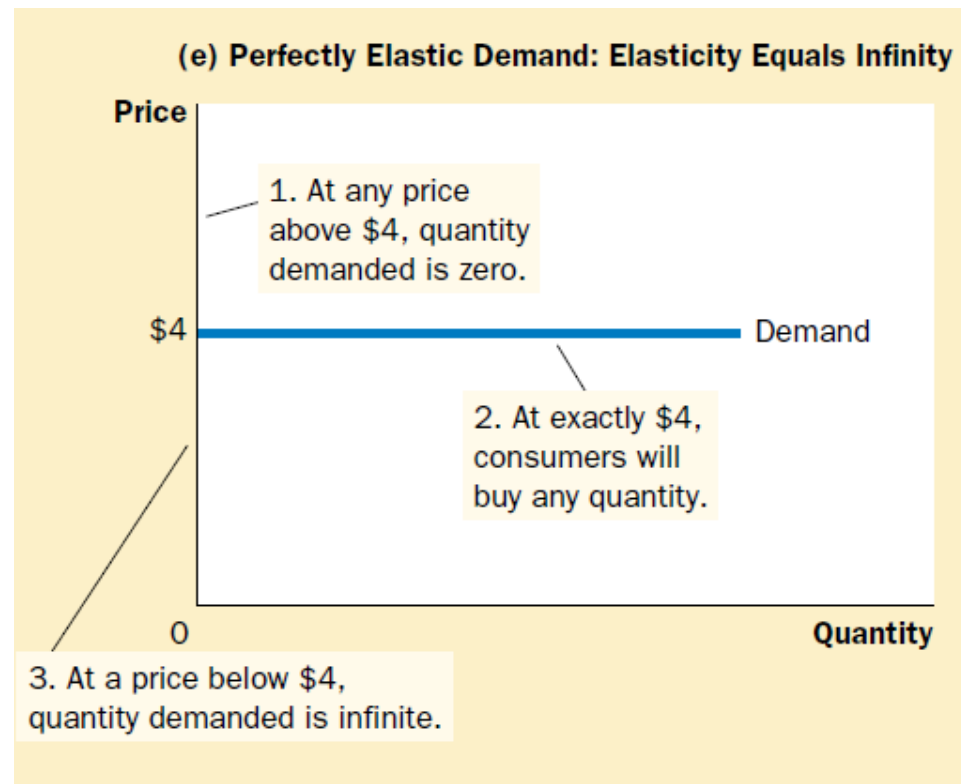 (e) Perfectly Elastic Demand: Elasticity Equals Infinity
Price
1. At any price
above $4, quantity
demanded is zero.
$4
Demand
2. At exactly $4,
consumers will
buy any quantity.
0
Quantity
3. At a price below $4,
quantity demanded is infinite.